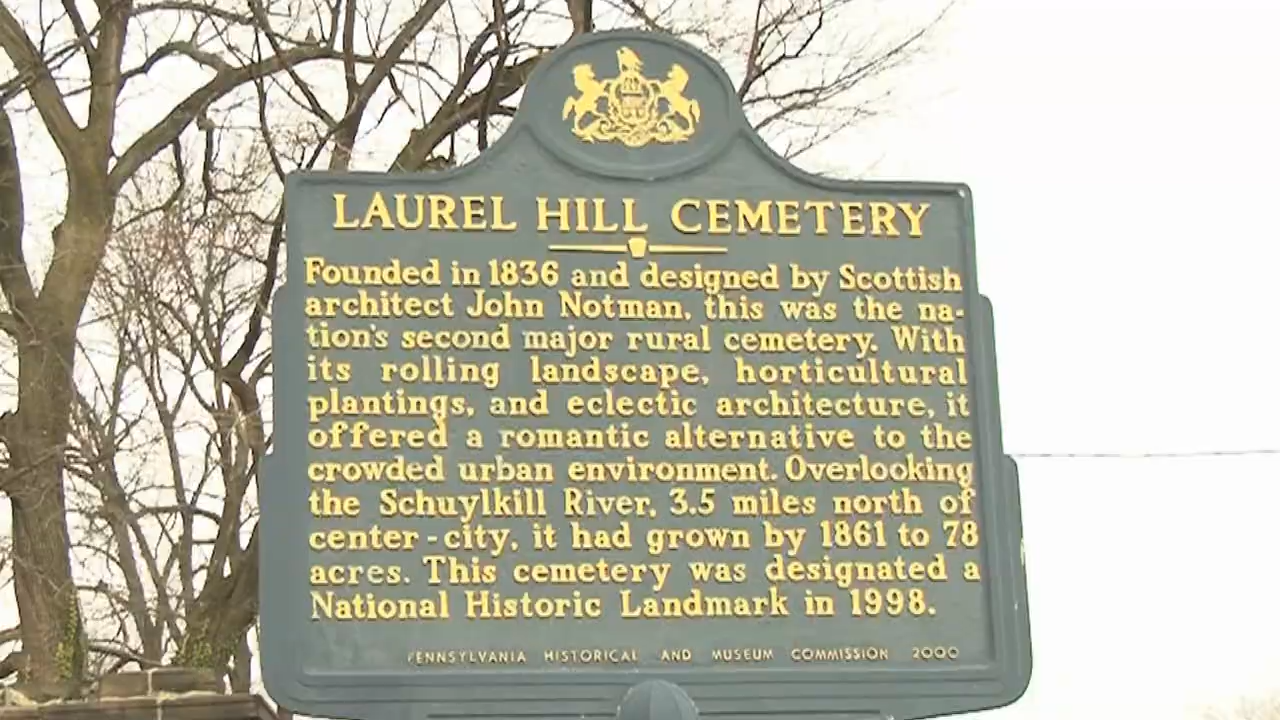 LAUREL HILL CEMETERY
Founded in 1836 and designed by Scottish
architect John Notman, this was the na-
tion's second major rural cemetery. With
its rolling landscape, horticultural
plantings, and eclectic architecture, it
offered a romantic alternative to the
crowded urban environment. Overlooking
the Schuylkill River, 3.5 miles north of
center-city, it had grown by 1861 to 78
acres. This cemetery was designated a
National Historic Landmark in 1998.
PENNSYLVANIA HISTORICAL AND MUSEUM COMMISSION 2000